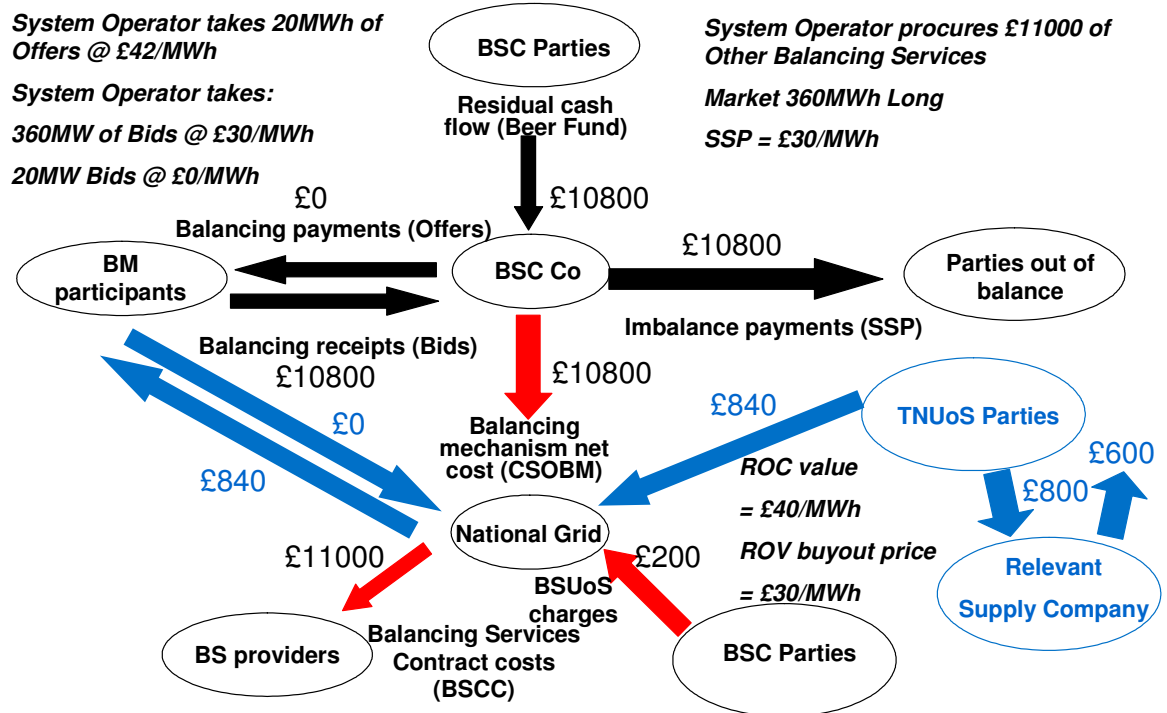 System Operator takes 20MWh of
Offers @ £42/MWh
System Operator takes:
360MW of Bids @ £30/MWh
20MW Bids @ £0/MWh
BSC Parties
System Operator procures £11000 of
Other Balancing Services
Market 360MWh Long
SSP = £30/MWh
Residual cash
flow (Beer Fund)
£10800
£0
Balancing payments (Offers)
BM
participants
BSC Co
£10800
Parties out of
balance
Balancing receipts (Bids)
£10800
Imbalance payments (SSP)
£10800
£0
£840
Balancing
mechanism net
cost (CSOBM)
£840
TNUoS Parties
£600
£800
ROC value
= £40/MWh
ROV buyout price
= £30/MWh
National Grid
£11000
£200
BSUoS
charges
Relevant
Supply Company
BS providers
Balancing Services
Contract costs
(BSCC)
BSC Parties